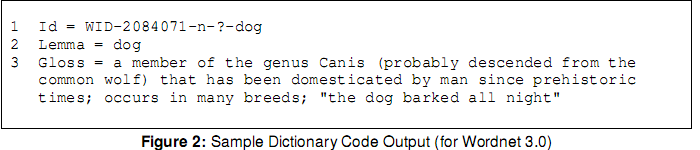 1 Id = WID-2084071-n-?-dog
2 Lemma = dog
3 Gloss = a member of the genus Canis (probably descended from the
common wolf) that has been domesticated by man since prehistoric
times; occurs in many breeds; "the dog barked all night"
Figure 2: Sample Dictionary Code Output (for Wordnet 3.0)